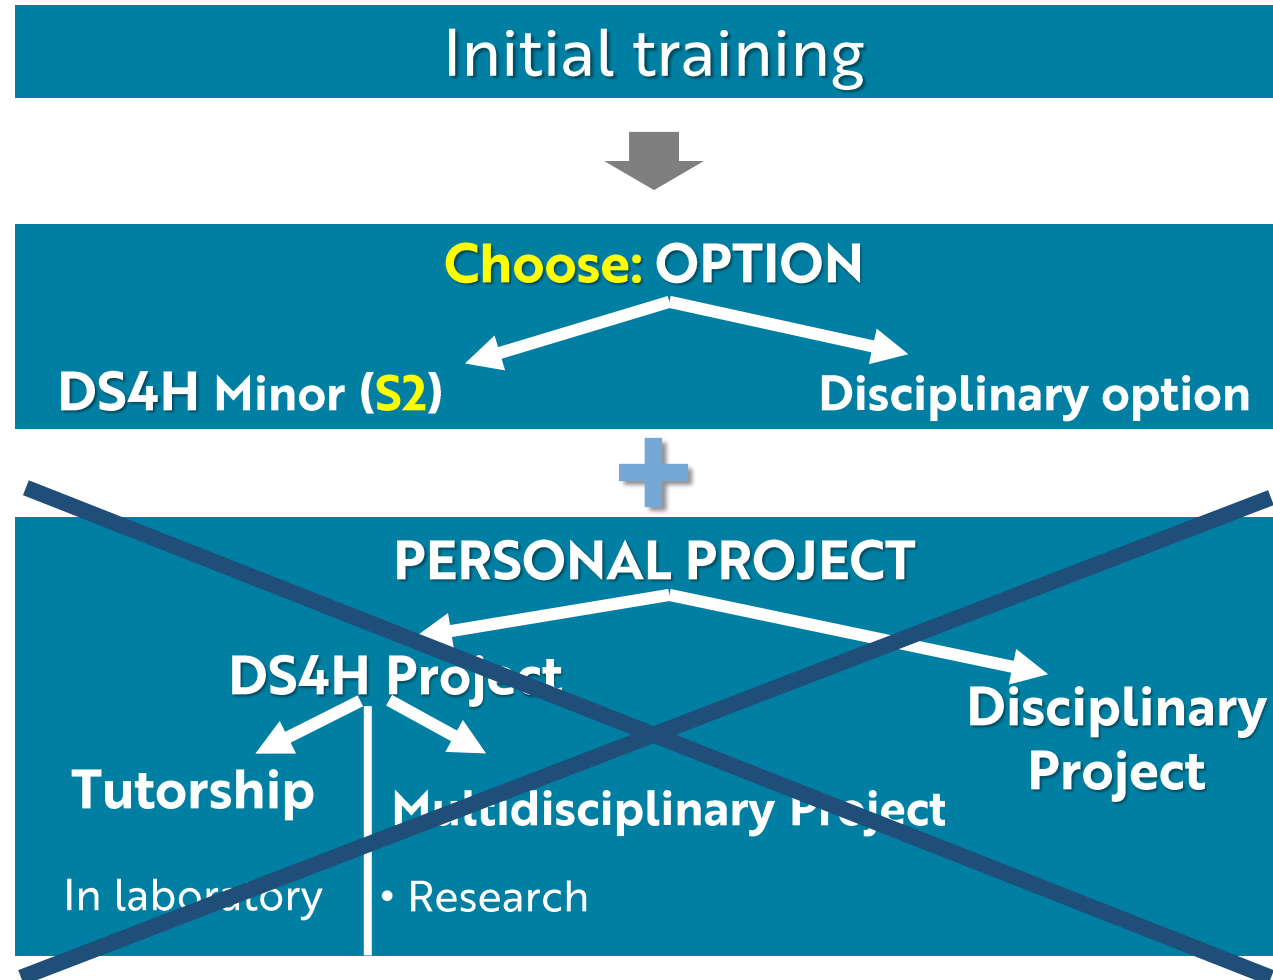 Initial training
Choose: OPTION
DS4H Minor (S2)
Disciplinary option
PERSONAL PROJECT
DS4H Project
Disciplinary
Project
Tutorship
Multidisciplinary Project
In laboratory
• Research